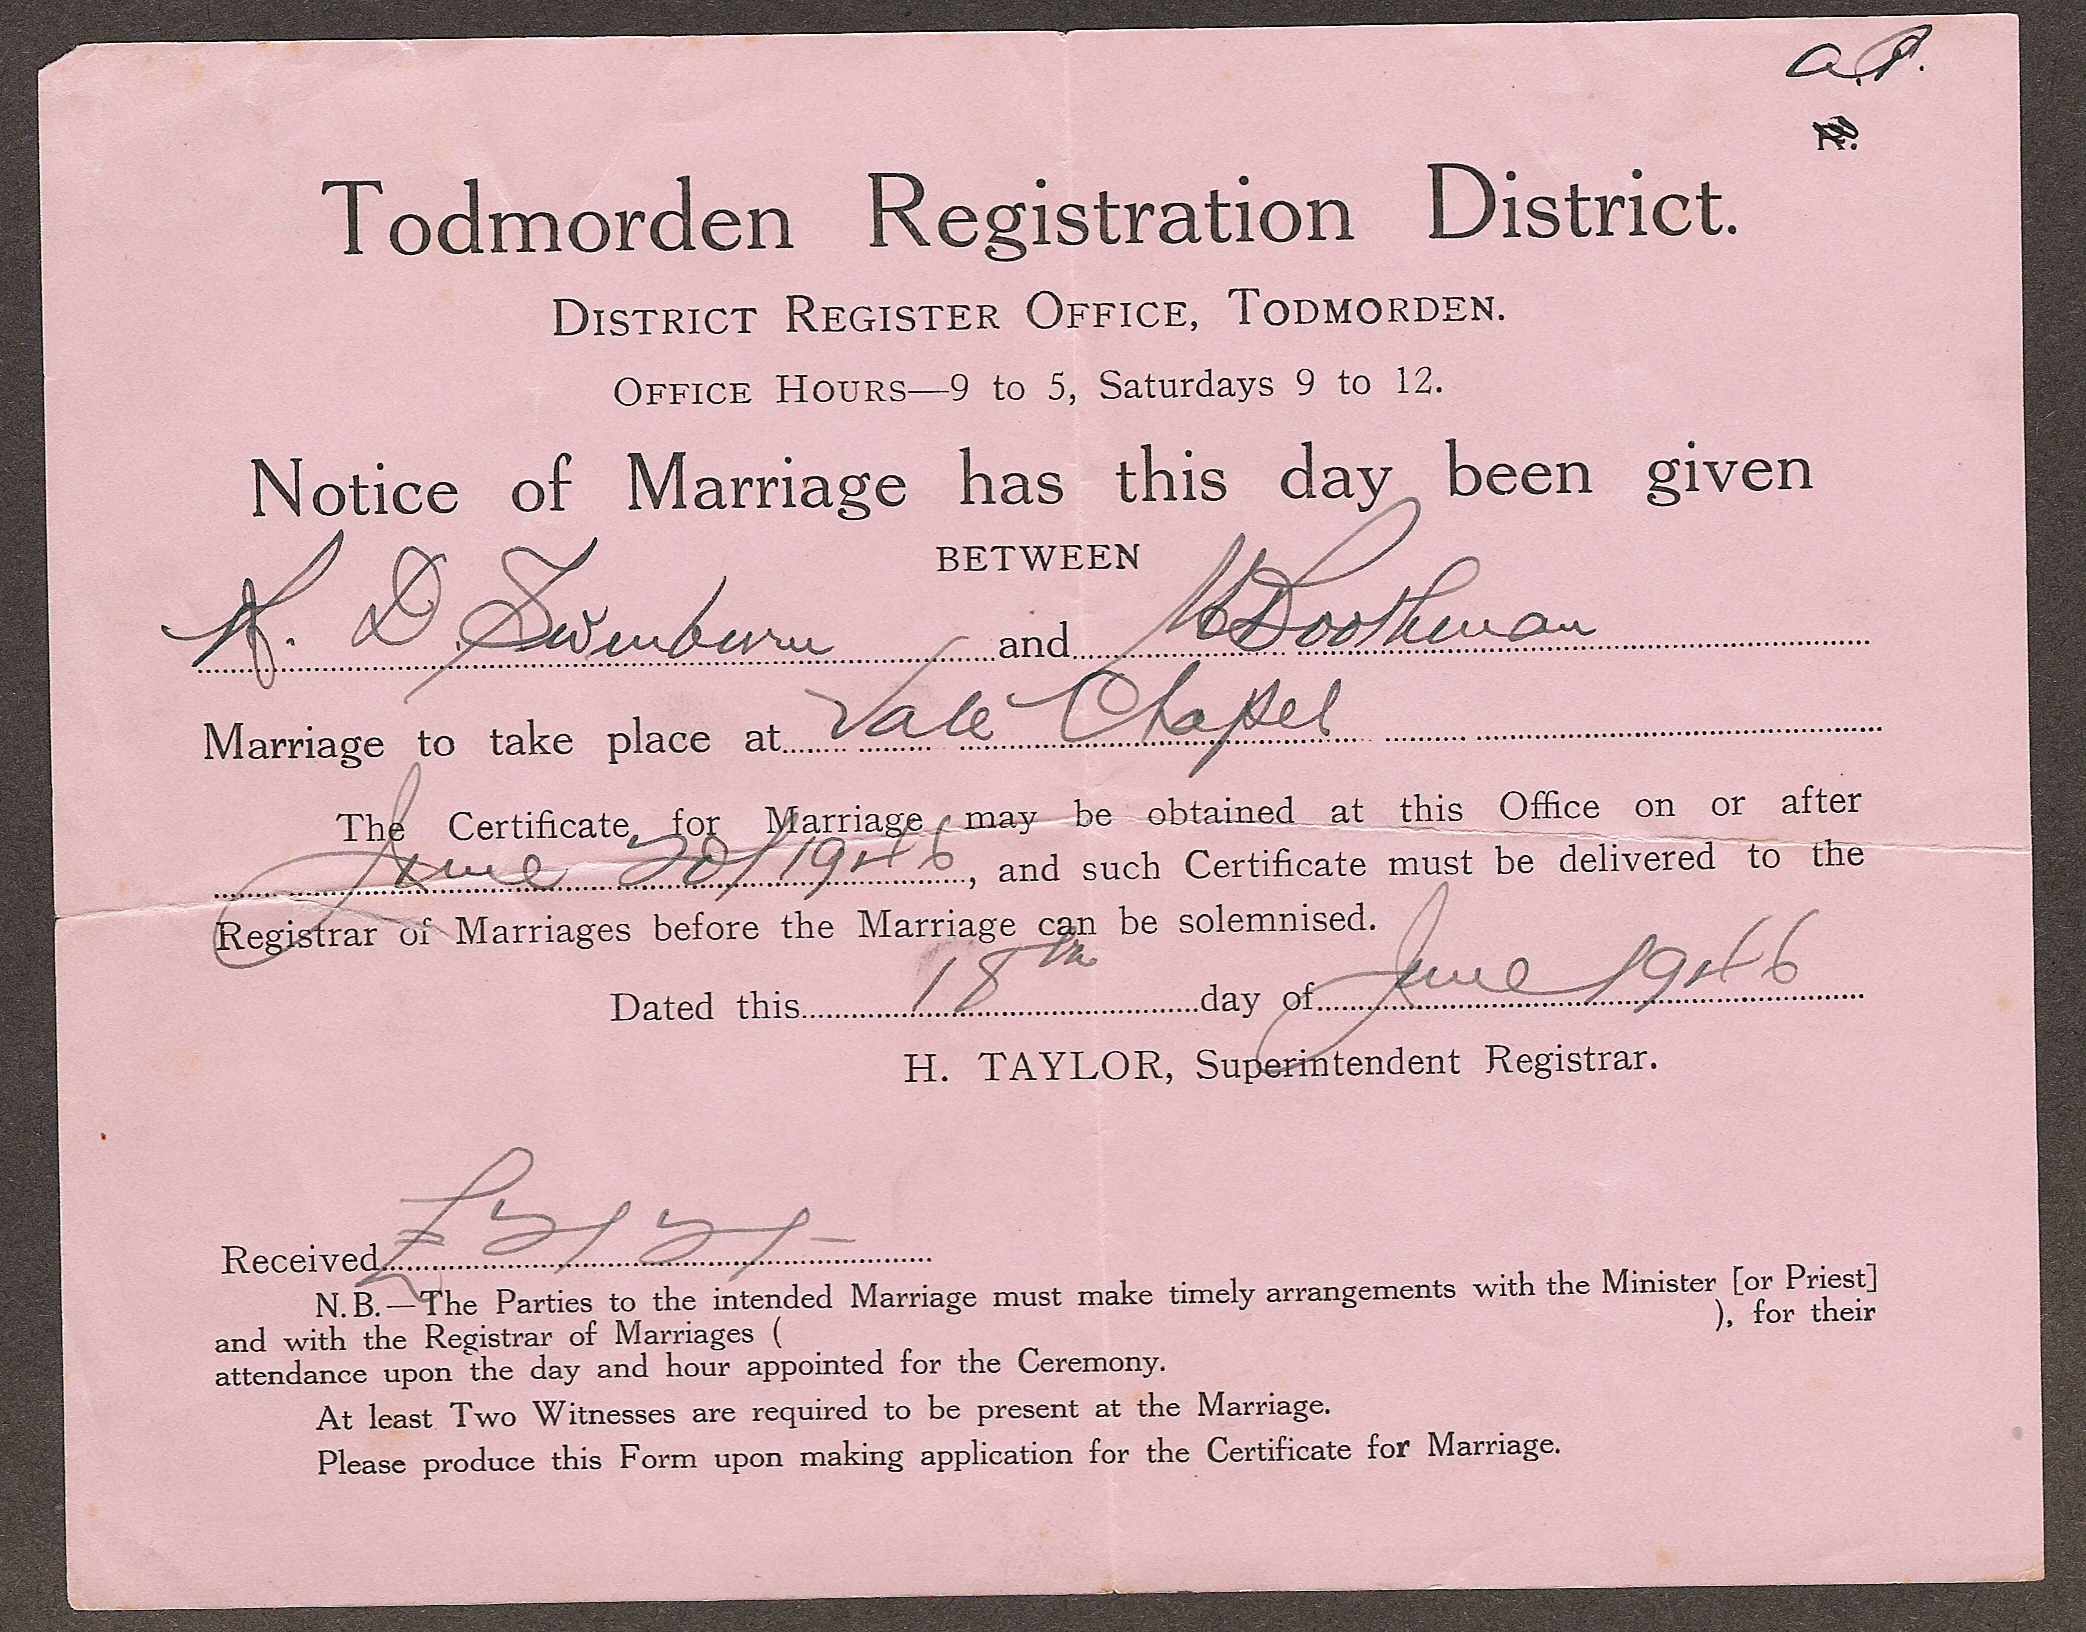 a.P.
R.
Todmorden Registration District.
DISTRICT REGISTER OFFICE, TODMORDEN.
OFFICE HOURS—9 to 5, Saturdays 9 to 12.
Notice of Marriage has this day been given
BETWEEN
R. D. Swinburn and M Boothman
Marriage to take place at Vale Chapel
The Certificate for Marriage may be obtained at this Office on or after
June 20/1946, and such Certificate must be delivered to the
Registrar of Marriages before the Marriage can be solemnised.
Dated this 18th day of June 1946
H. TAYLOR, Superintendent Registrar.
Received
N.B.—The Parties to the intended Marriage must make timely arrangements with the Minister [or Priest]
and with the Registrar of Marriages ( ), for their
attendance upon the day and hour appointed for the Ceremony.
At least Two Witnesses are required to be present at the Marriage.
Please produce this Form upon making application for the Certificate for Marriage.